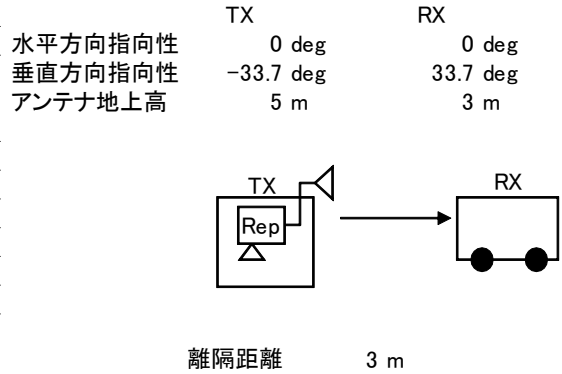 TX RX
水平方向指向性 0 deg 0 deg
垂直方向指向性 -33.7 deg 33.7 deg
アンテナ地上高 5 m 3 m
TX RX
Rep
離隔距離 3 m